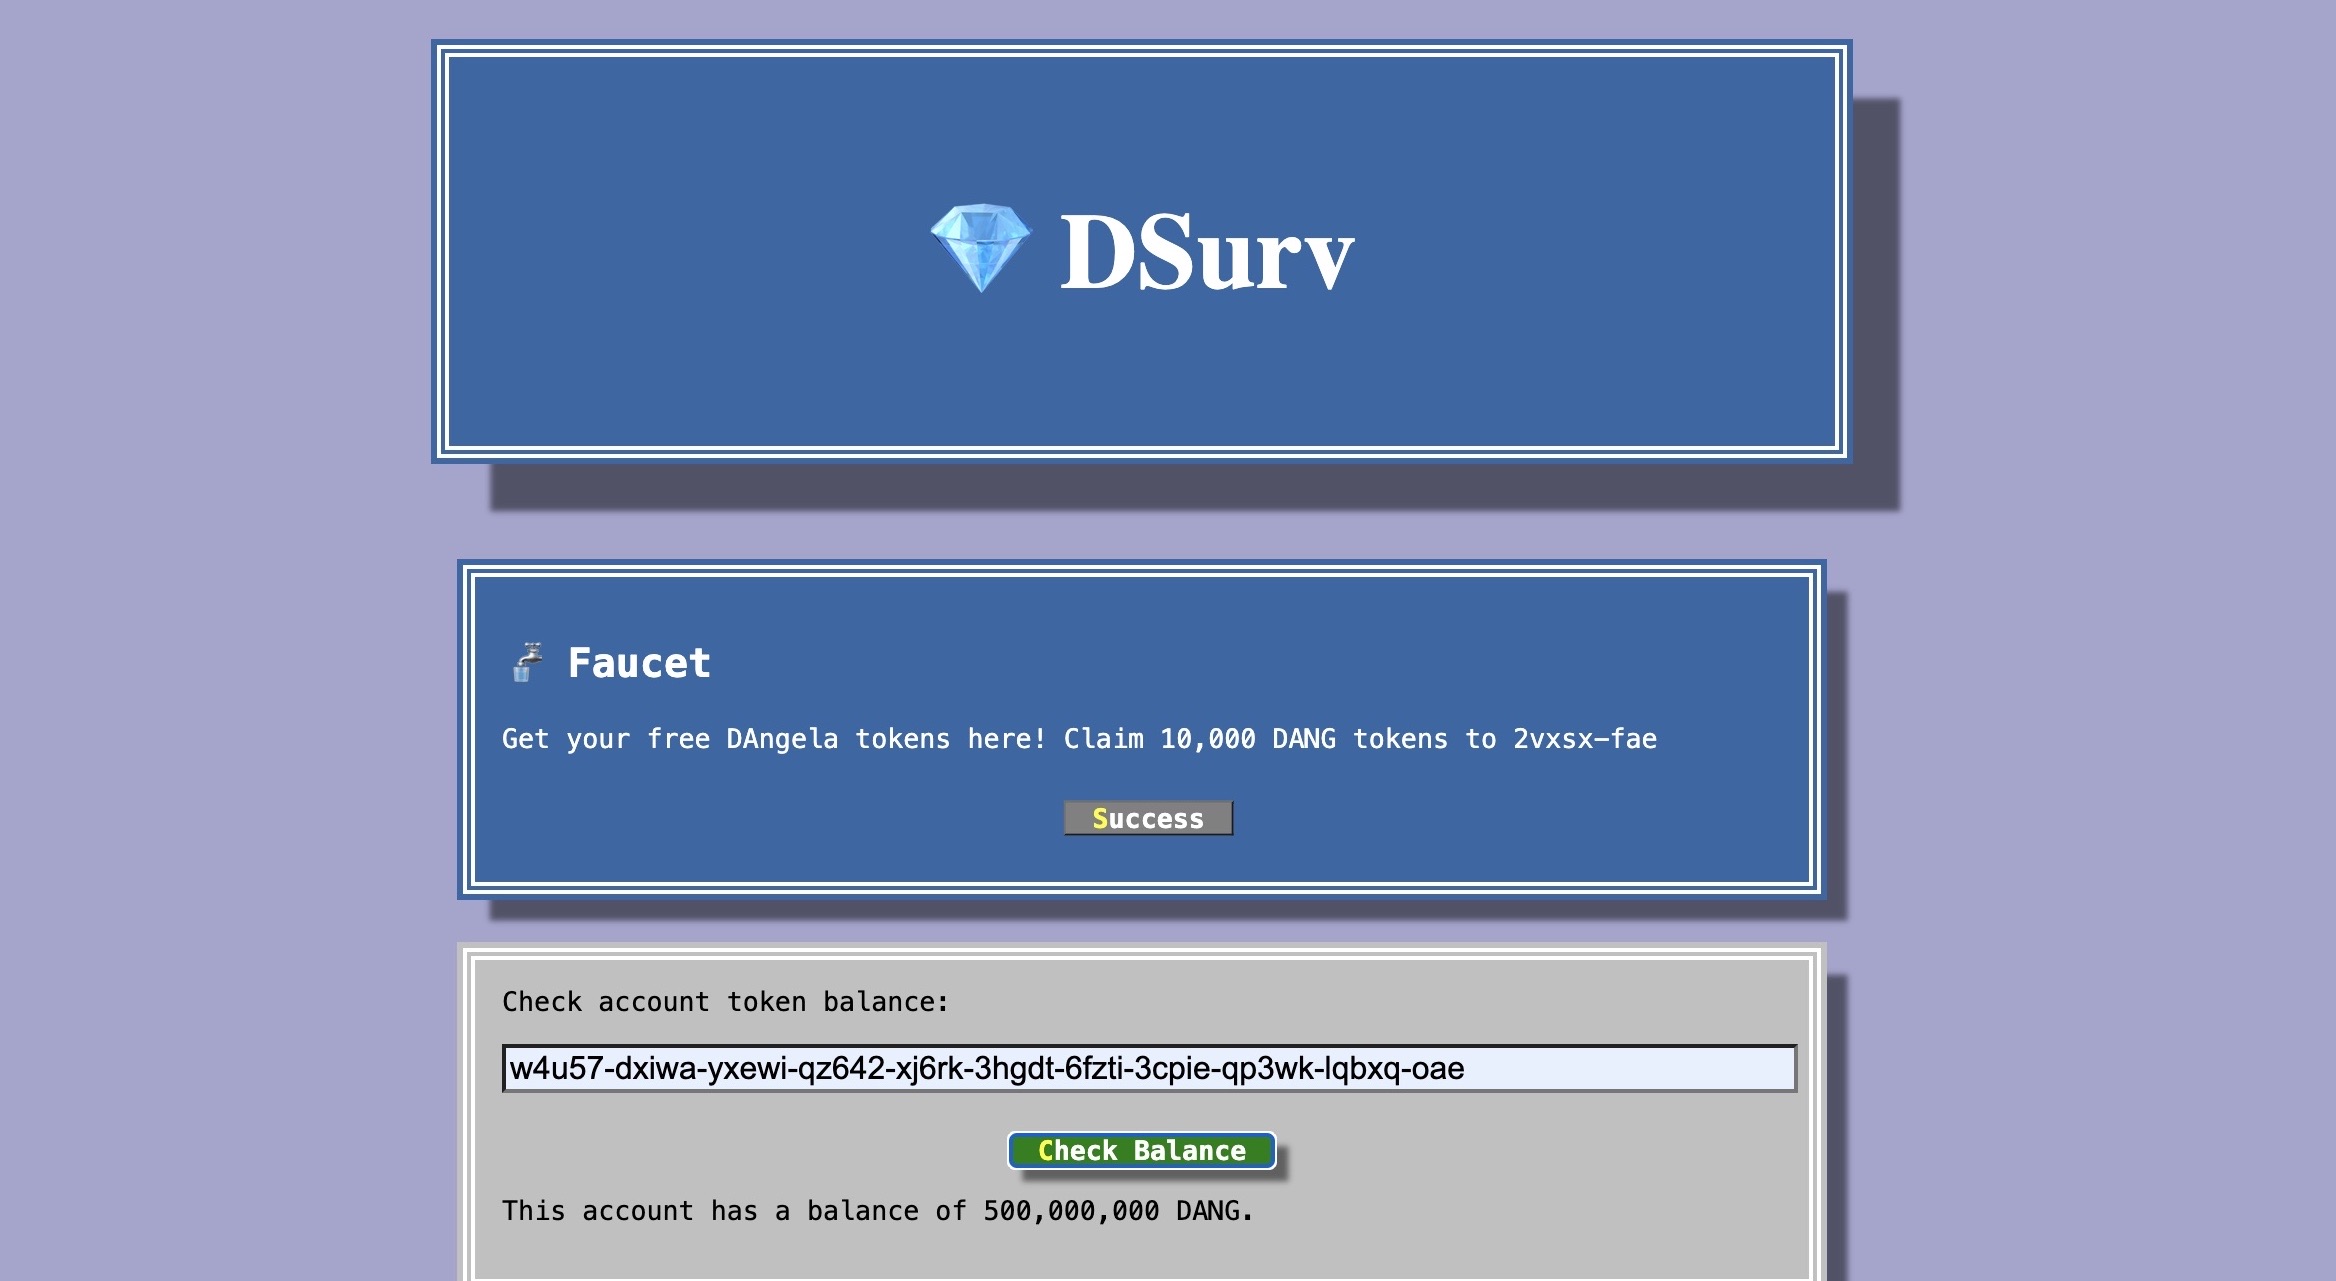 DSurv
Faucet
Get your free DAngela tokens here! Claim 10,000 DANG tokens to 2vxsx-fae
Success
Check account token balance:
w4u57-dxiwa-yxewi-qz642-xj6rk-3hgdt-6fzti-3cpie-qp3wk-lqbxq-oae
Check Balance
This account has a balance of 500,000,000 DANG.